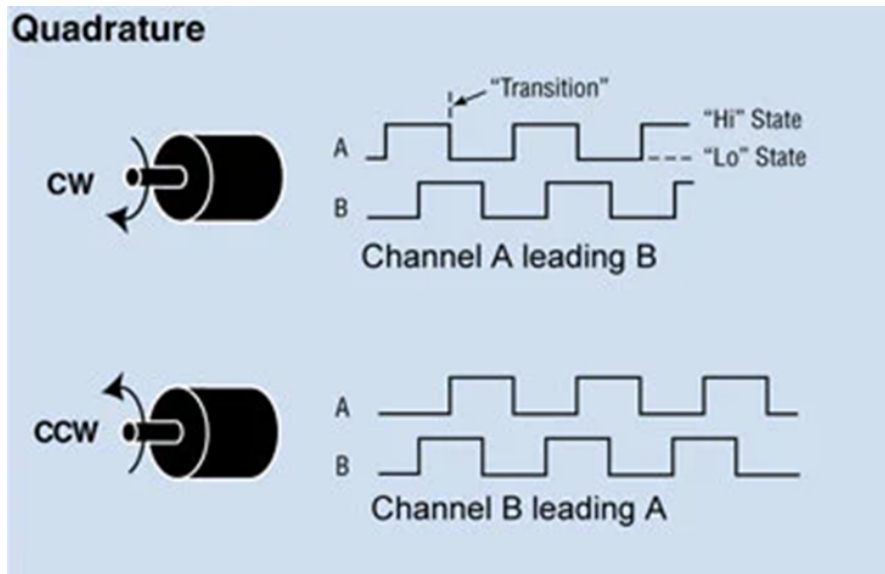 Quadrature
"Transition"
"Hi" State
A
"Lo" State
CW
B
Channel A leading B
A
CCW
B
Channel B leading A